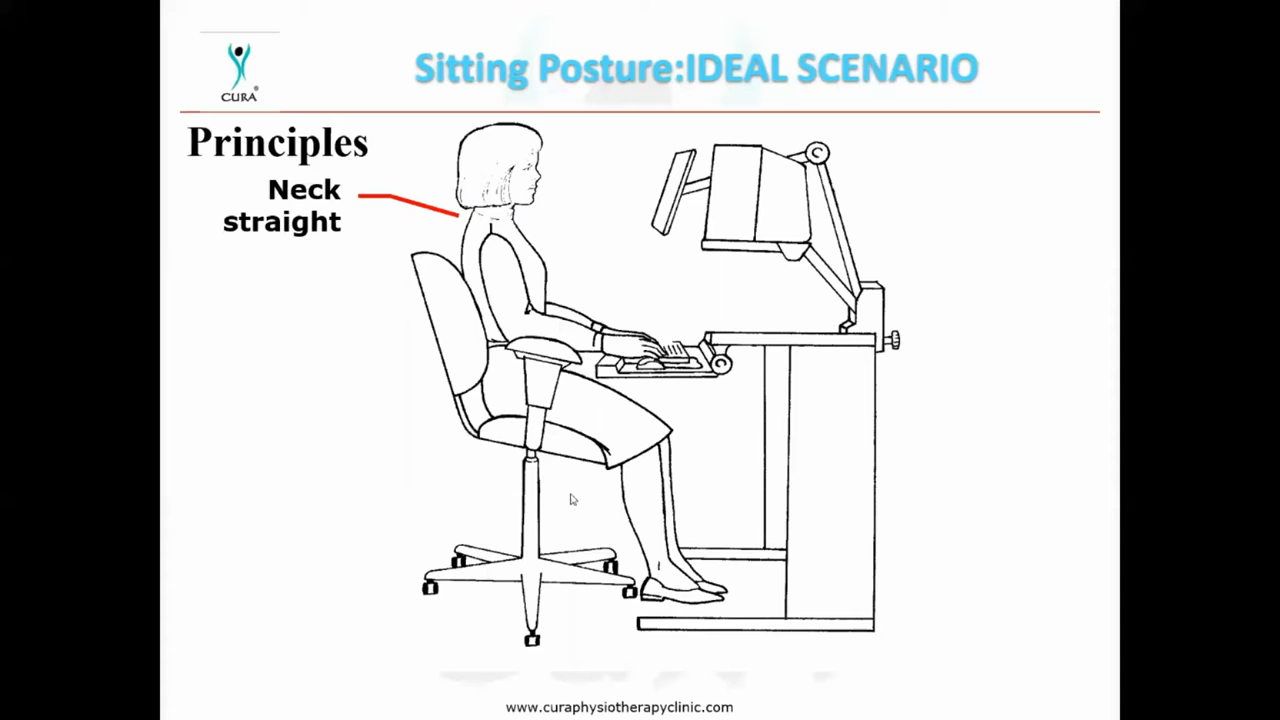 CURA®
Sitting Posture:IDEAL SCENARIO
Principles
Neck
straight
www.curaphysiotherapyclinic.com